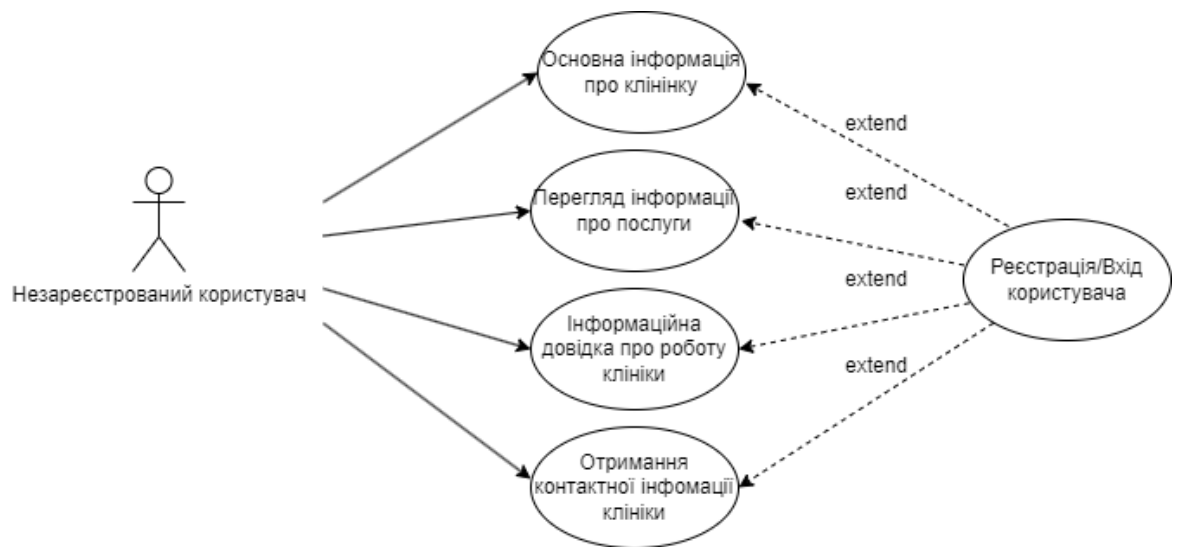 Основна інформація
про клінінку
extend
Перегляд інформації
про послуги
extend
Незареєстрований користувач
Реєстрація/Вхід
користувача
extend
Інформаційна
довідка про роботу
клініки
extend
Отримання
контактної інфомації
клініки